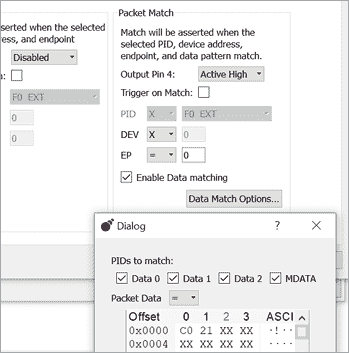 Packet Match
sserted when the selected
ess, and endpoint
Disabled
n:
F0 EXT
0
0
Match will be asserted when the
selected PID, device address,
endpoint, and data pattern match.
Output Pin 4: Active High
Trigger on Match:
PID X F0 EXT
DEV X 0
EP = 0
Enable Data matching
Data Match Options...
Dialog ? ×
PIDs to match:
Data 0 Data 1 Data 2 MDATA
Packet Data =
Offset 0 1 2 3 ASCI
0x0000 C0 21 XX XX ·!··
0x0004 XX XX XX XX ····